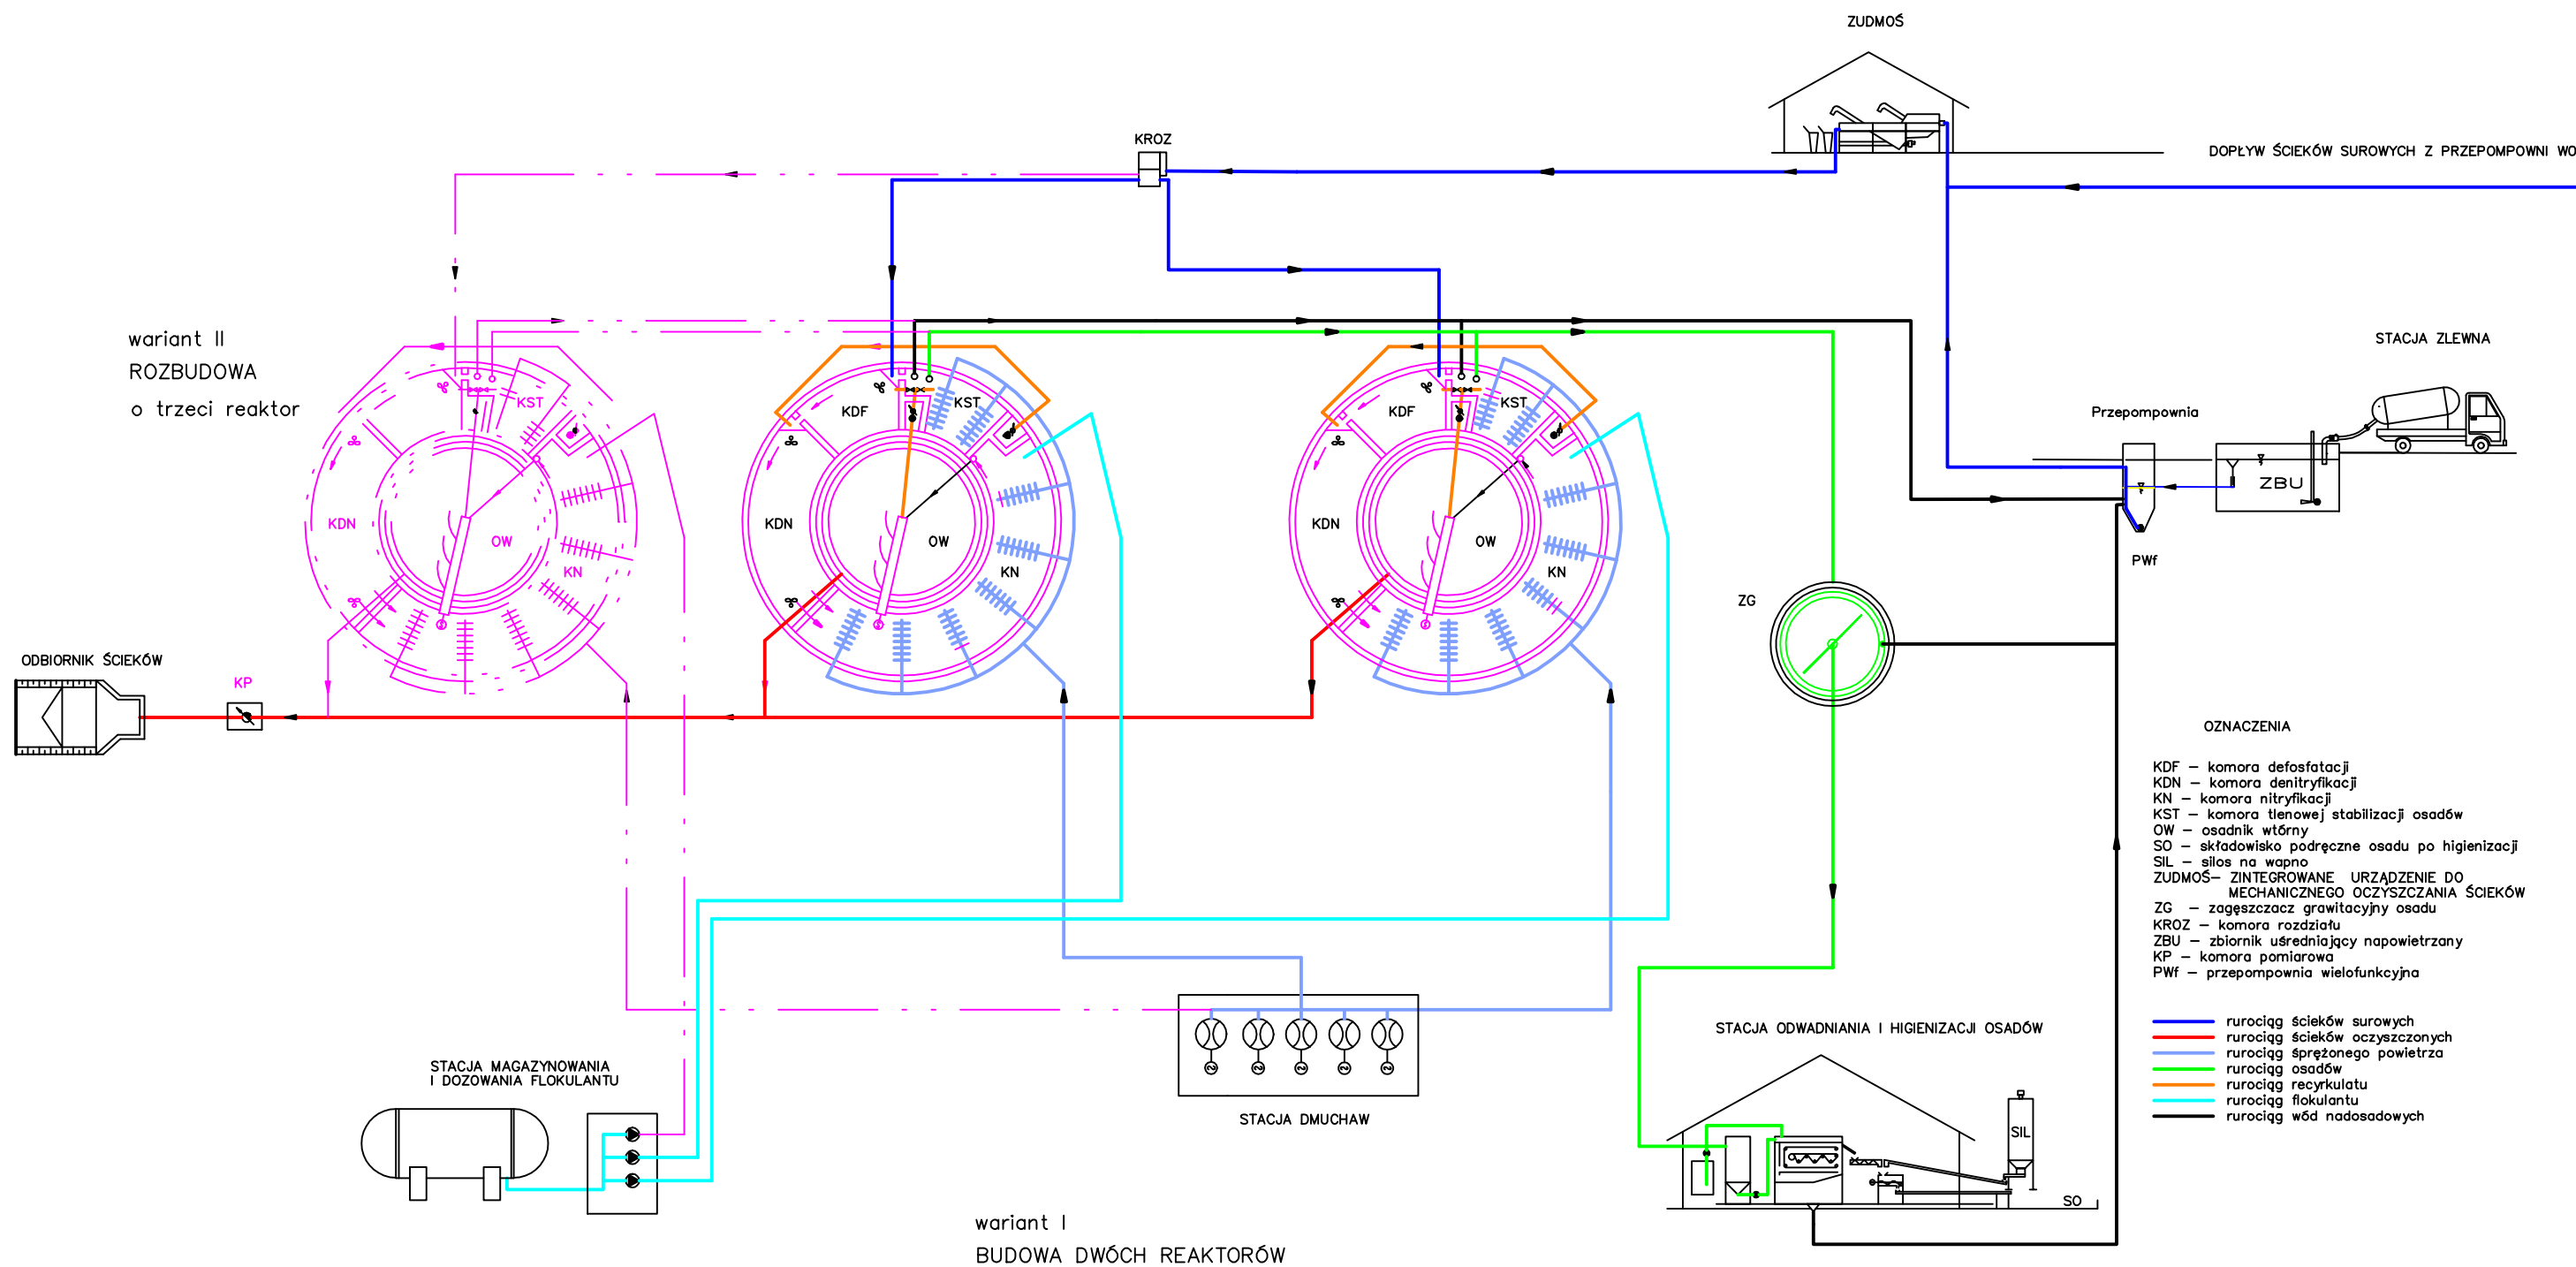 ZUDMOŚ
KROZ
DOPŁYW ŚCIEKÓW SUROWYCH Z PRZEPOMPOWNI
wariant II
ROZBUDOWA
o trzeci reaktor
STACJA ZLEWNA
Przepompownia
ZBU
PWf
KST
KDN
OW
KN
KDF
KST
KDN
OW
KN
KDF
KST
KDN
OW
KN
ZG
ODBIORNIK ŚCIEKÓW
KP
OZNACZENIA
KDF – komora defosfatacji
KDN – komora denitryfikacji
KN – komora nitryfikacji
KST – komora tlenowej stabilizacji osadów
OW – osadnik wtórny
SO – składowisko podręczne osadu po higienizacji
SIL – silos na wapno
ZUDMOŚ– ZINTEGROWANE URZĄDZENIE DO
MECHANICZNEGO OCZYSZCZANIA ŚCIEKÓW
ZG – zagęszczacz grawitacyjny osadu
KROZ – komora rozdziału
ZBU – zbiornik uśredniający napowietrzany
KP – komora pomiarowa
PWf – przepompownia wielofunkcyjna
rurociąg ścieków surowych
rurociąg ścieków oczyszczonych
rurociąg śprężonego powietrza
rurociąg osadów
rurociąg recyrkulatu
rurociąg flokulantu
rurociąg wód nadosadowych
STACJA ODWADNIANIA I HIGIENIZACJI OSADÓW
SIL
SO
STACJA MAGAZYNOWANIA
I DOZOWANIA FLOKULANTU
STACJA DMUCHAW
wariant I
BUDOWA DWÓCH REAKTORÓW